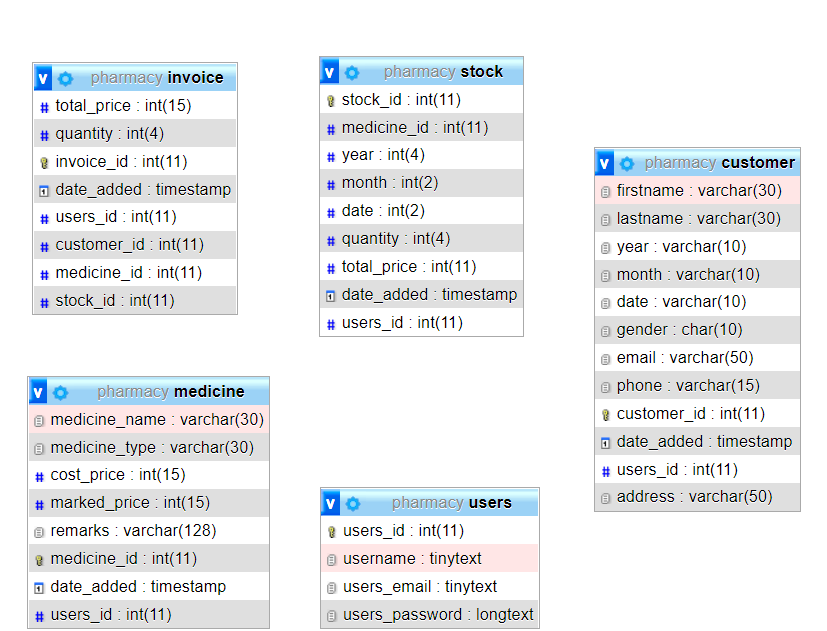 v pharmacy invoice
total_price : int(15)
quantity : int(4)
invoice_id : int(11)
date_added : timestamp
users_id : int(11)
customer_id : int(11)
medicine_id : int(11)
stock_id : int(11)
v pharmacy stock
stock_id : int(11)
medicine_id : int(11)
year : int(4)
month : int(2)
date : int(2)
quantity : int(4)
total_price : int(11)
date_added : timestamp
users_id : int(11)
v pharmacy customer
firstname : varchar(30)
lastname : varchar(30)
year : varchar(10)
month : varchar(10)
date : varchar(10)
gender : char(10)
email : varchar(50)
phone : varchar(15)
customer_id : int(11)
date_added : timestamp
users_id : int(11)
address : varchar(50)
v pharmacy medicine
medicine_name : varchar(30)
medicine_type : varchar(30)
cost_price : int(15)
marked_price : int(15)
remarks : varchar(128)
medicine_id : int(11)
date_added : timestamp
users_id : int(11)
v pharmacy users
users_id : int(11)
username : tinytext
users_email : tinytext
users_password : longtext